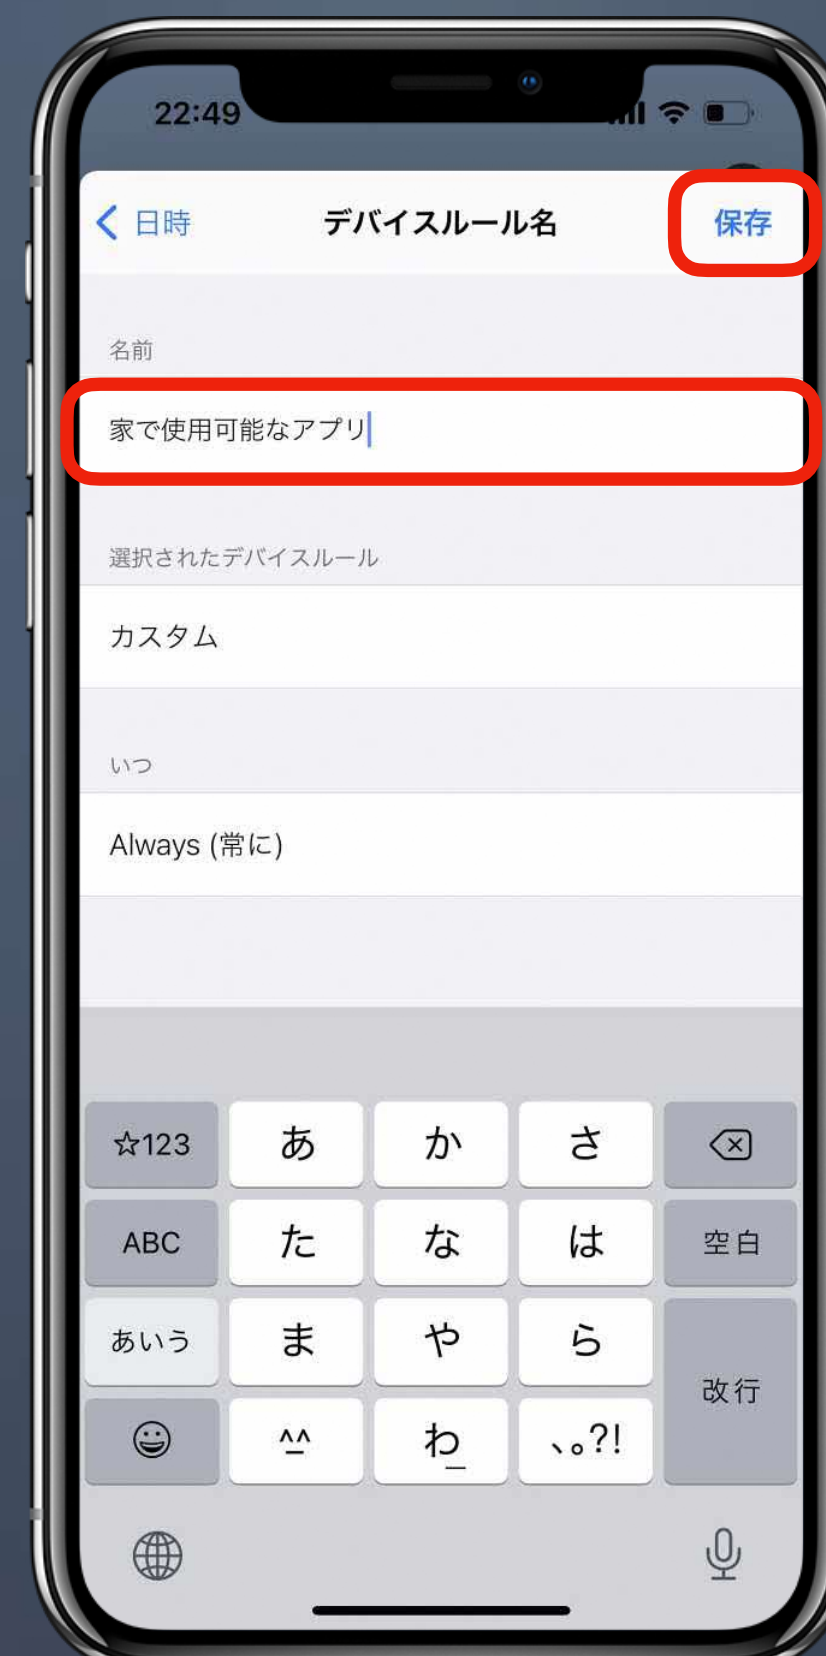 22:49
日時
デバイスルール名
保存
名前
家で使用可能なアプリ
選択されたデバイスルール
カスタム
いつ
Always (常に)
☆123 あ か さ
ABC た な は 空白
あいう ま や ら
改行
^^ わ 、。?!